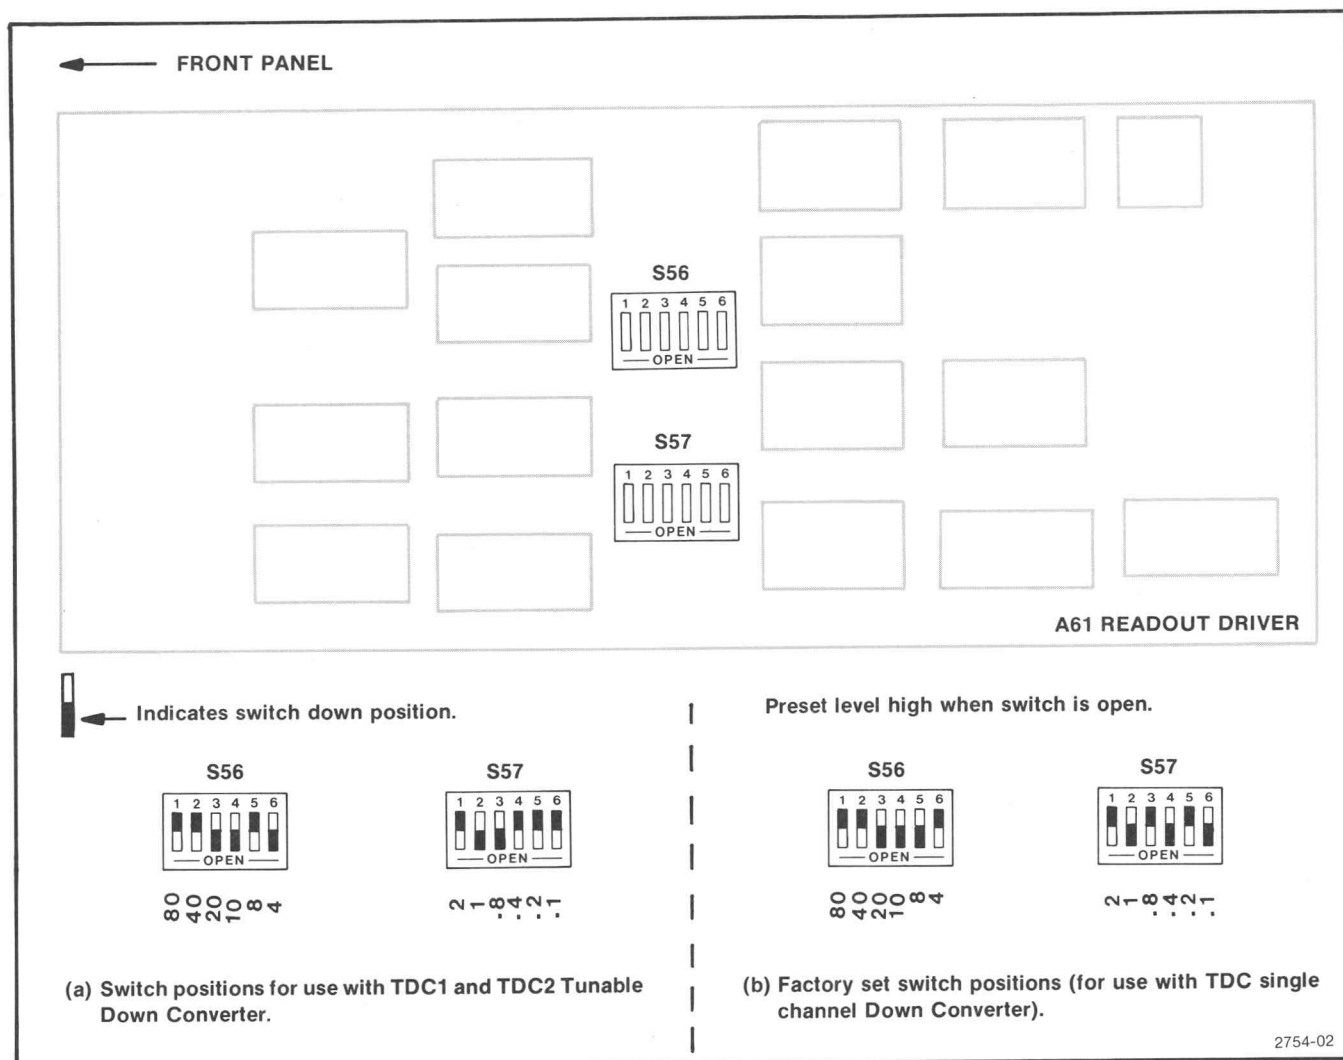 FRONT PANEL
S56
1 2 3 4 5 6
OPEN
S57
1 2 3 4 5 6
OPEN
A61 READOUT DRIVER
Indicates switch down position.
Preset level high when switch is open.
S56
1 2 3 4 5 6
OPEN
80 40 20 10 8 4
S57
1 2 3 4 5 6
OPEN
2 1 .8 .4 .2 .1
S56
1 2 3 4 5 6
OPEN
80 40 20 10 8 4
S57
1 2 3 4 5 6
OPEN
2 1 .8 .4 .2 .1
(a) Switch positions for use with TDC1 and TDC2 Tunable
Down Converter.
(b) Factory set switch positions (for use with TDC single
channel Down Converter).
2754-02